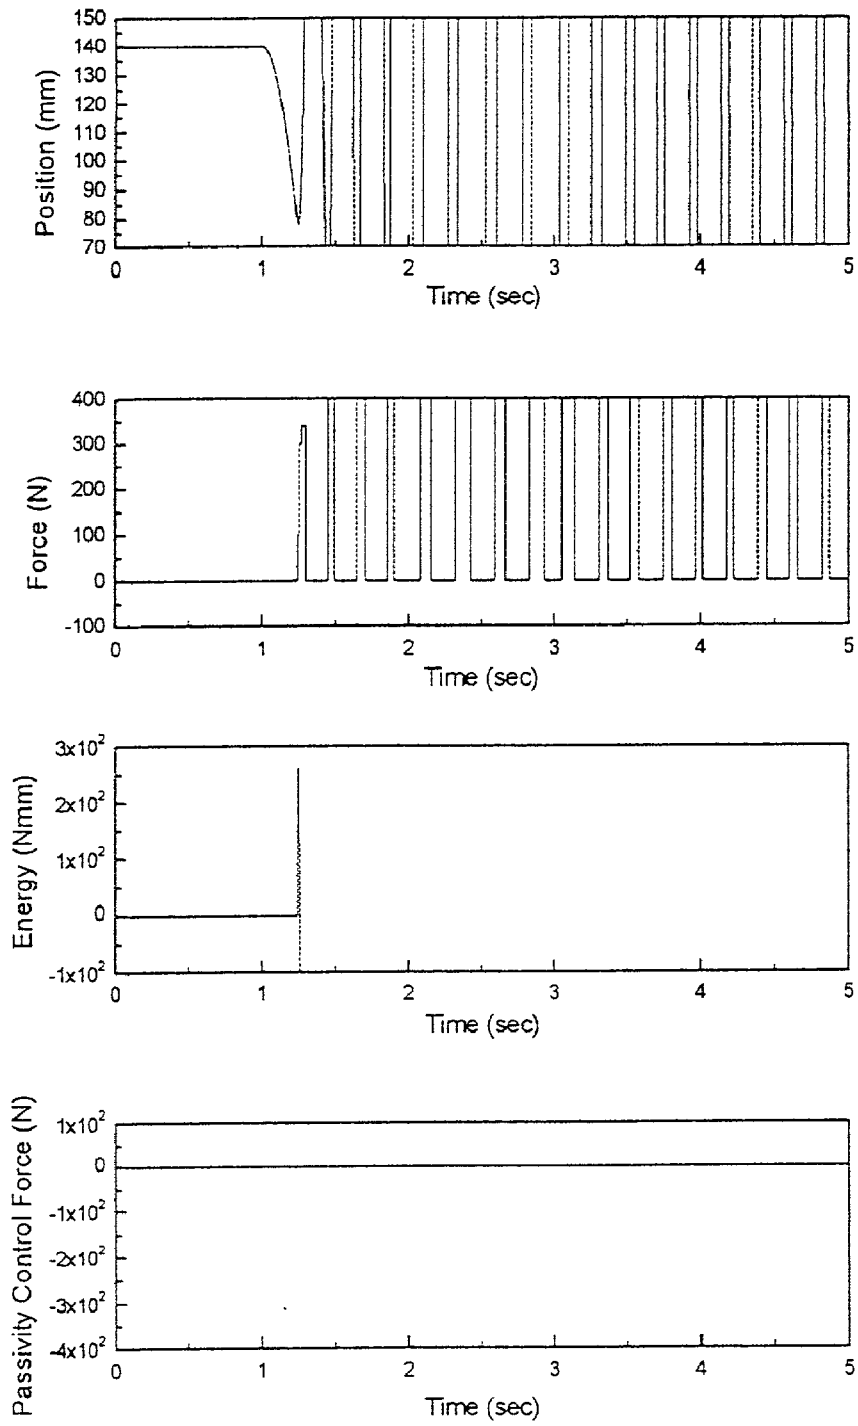 150
140
130
120
110
100
90
80
70
Position (mm)
0 1 2 3 4 5
Time (sec)
400
300
200
100
0
-100
Force (N)
0 1 2 3 4 5
Time (sec)
3x10²
2x10²
1x10²
0
-1x10²
Energy (Nmm)
0 1 2 3 4 5
Time (sec)
1x10²
0
-1x10²
-2x10²
-3x10²
-4x10²
Passivity Control Force (N)
0 1 2 3 4 5
Time (sec)